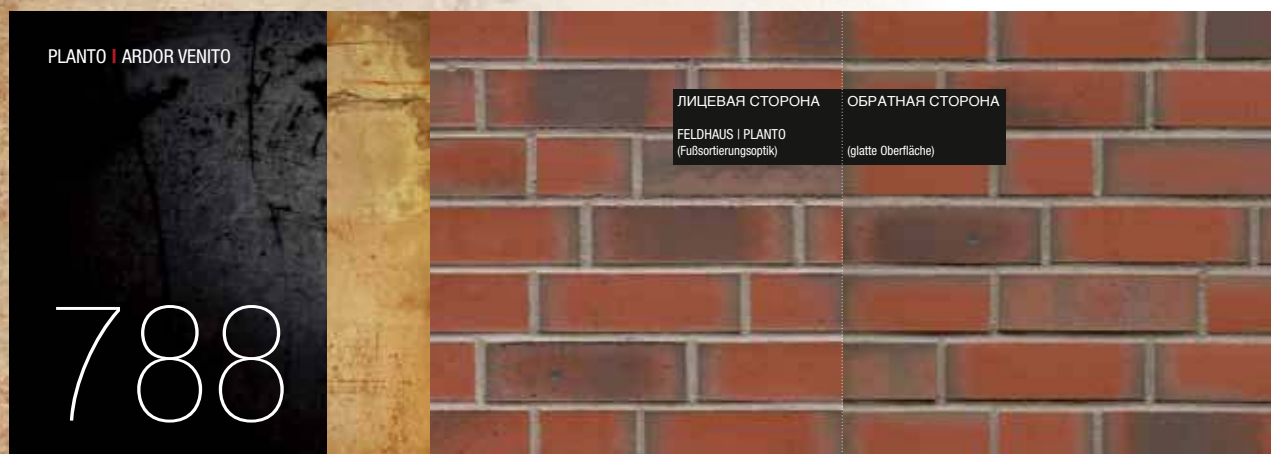 PLANTO | ARDOR VENITO
788
ЛИЦЕВАЯ СТОРОНА
FELDHAUS | PLANTO
(Fußsortierungsoptik)
ОБРАТНАЯ СТОРОНА
(glatte Oberfläche)